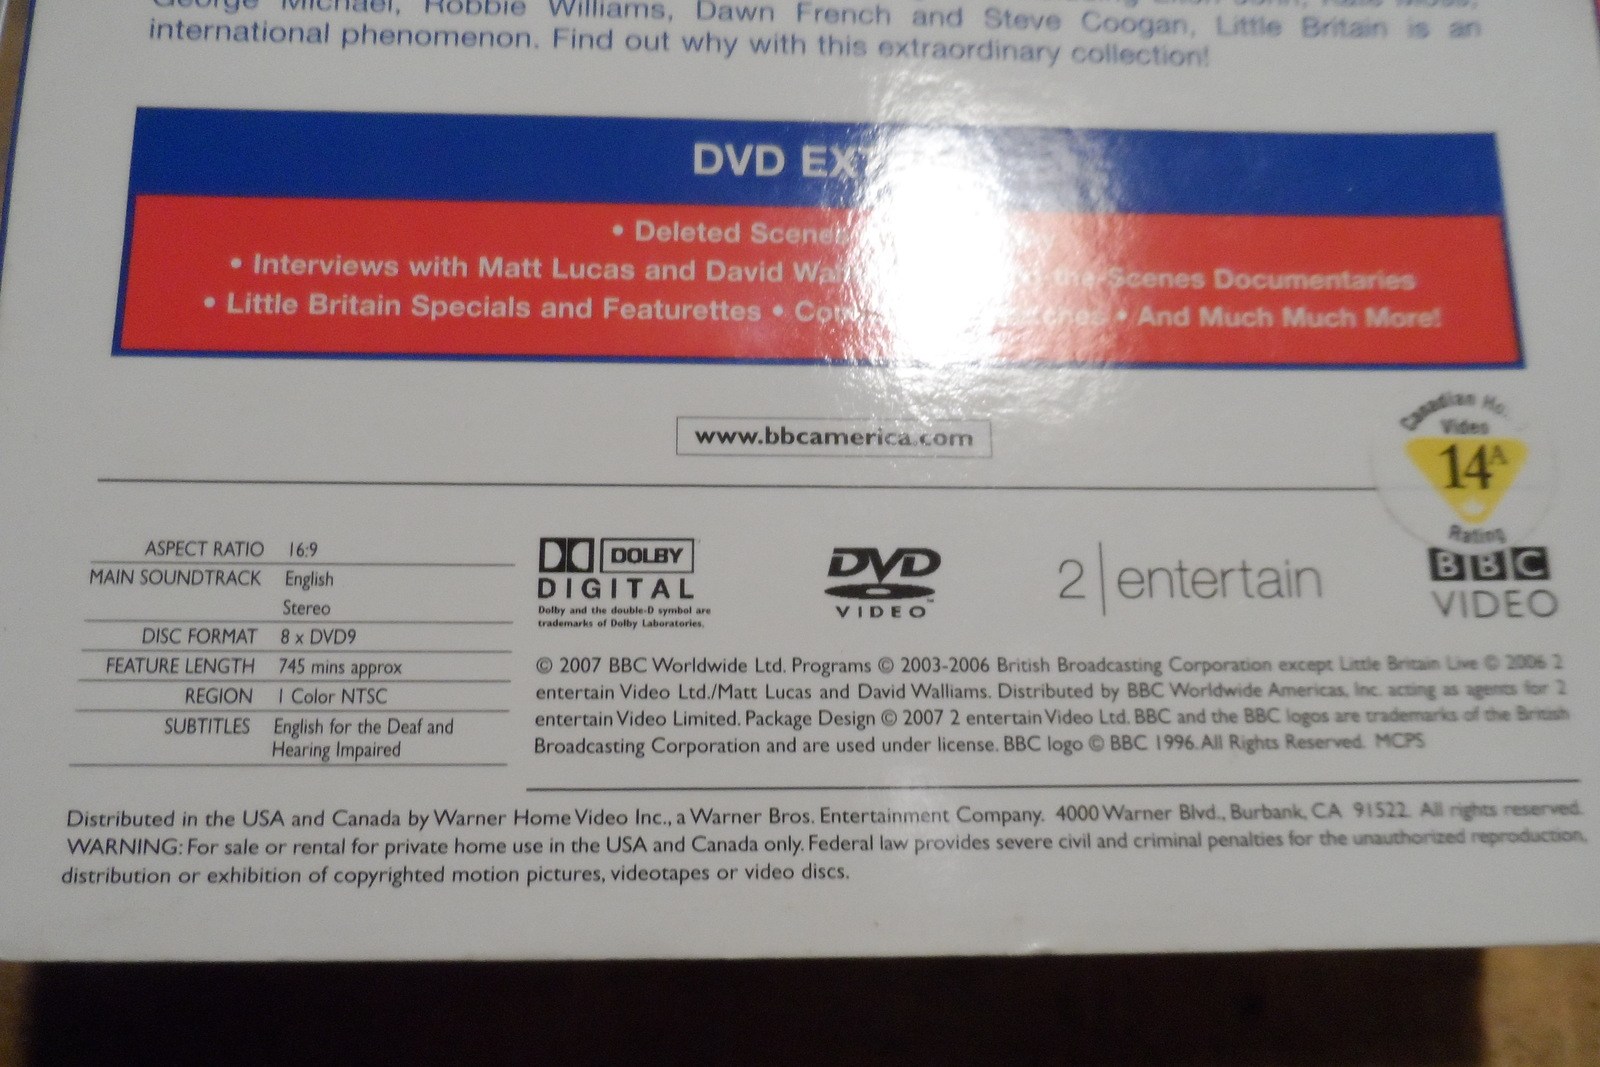 George Michael, Robbie Williams, Dawn French and Steve Coogan, Little Britain is an
international phenomenon. Find out why with this extraordinary collection!
DVD
• Deleted Scenes
• Interviews with Matt Lucas and David Scenes Documentaries
• Little Britain Specials and Featurettes • • And Much Much More!
www.bbcamerica.com
Canadian
Video
14A
Rating
ASPECT RATIO 16:9
MAIN SOUNDTRACK English
Stereo
DISC FORMAT 8 x DVD9
FEATURE LENGTH 745 mins approx
REGION 1 Color NTSC
SUBTITLES English for the Deaf and
Hearing Impaired
DOLBY
DIGITAL
Dolby and the double-D symbol are
trademarks of Dolby Laboratories.
DVD
VIDEO™
2|entertain
BBC
VIDEO
© 2007 BBC Worldwide Ltd. Programs © 2003-2006 British Broadcasting Corporation except Little Britain Live © 2006 2
entertain Video Ltd./Matt Lucas and David Walliams. Distributed by BBC Worldwide Americas, Inc. acting as agents for 2
entertain Video Limited. Package Design © 2007 2 entertain Video Ltd. BBC and the BBC logos are trademarks of the British
Broadcasting Corporation and are used under license. BBC logo © BBC 1996. All Rights Reserved. MCPS
Distributed in the USA and Canada by Warner Home Video Inc., a Warner Bros. Entertainment Company. 4000 Warner Blvd., Burbank, CA 91522. All rights reserved.
WARNING: For sale or rental for private home use in the USA and Canada only. Federal law provides severe civil and criminal penalties for the unauthorized reproduction,
distribution or exhibition of copyrighted motion pictures, videotapes or video discs.